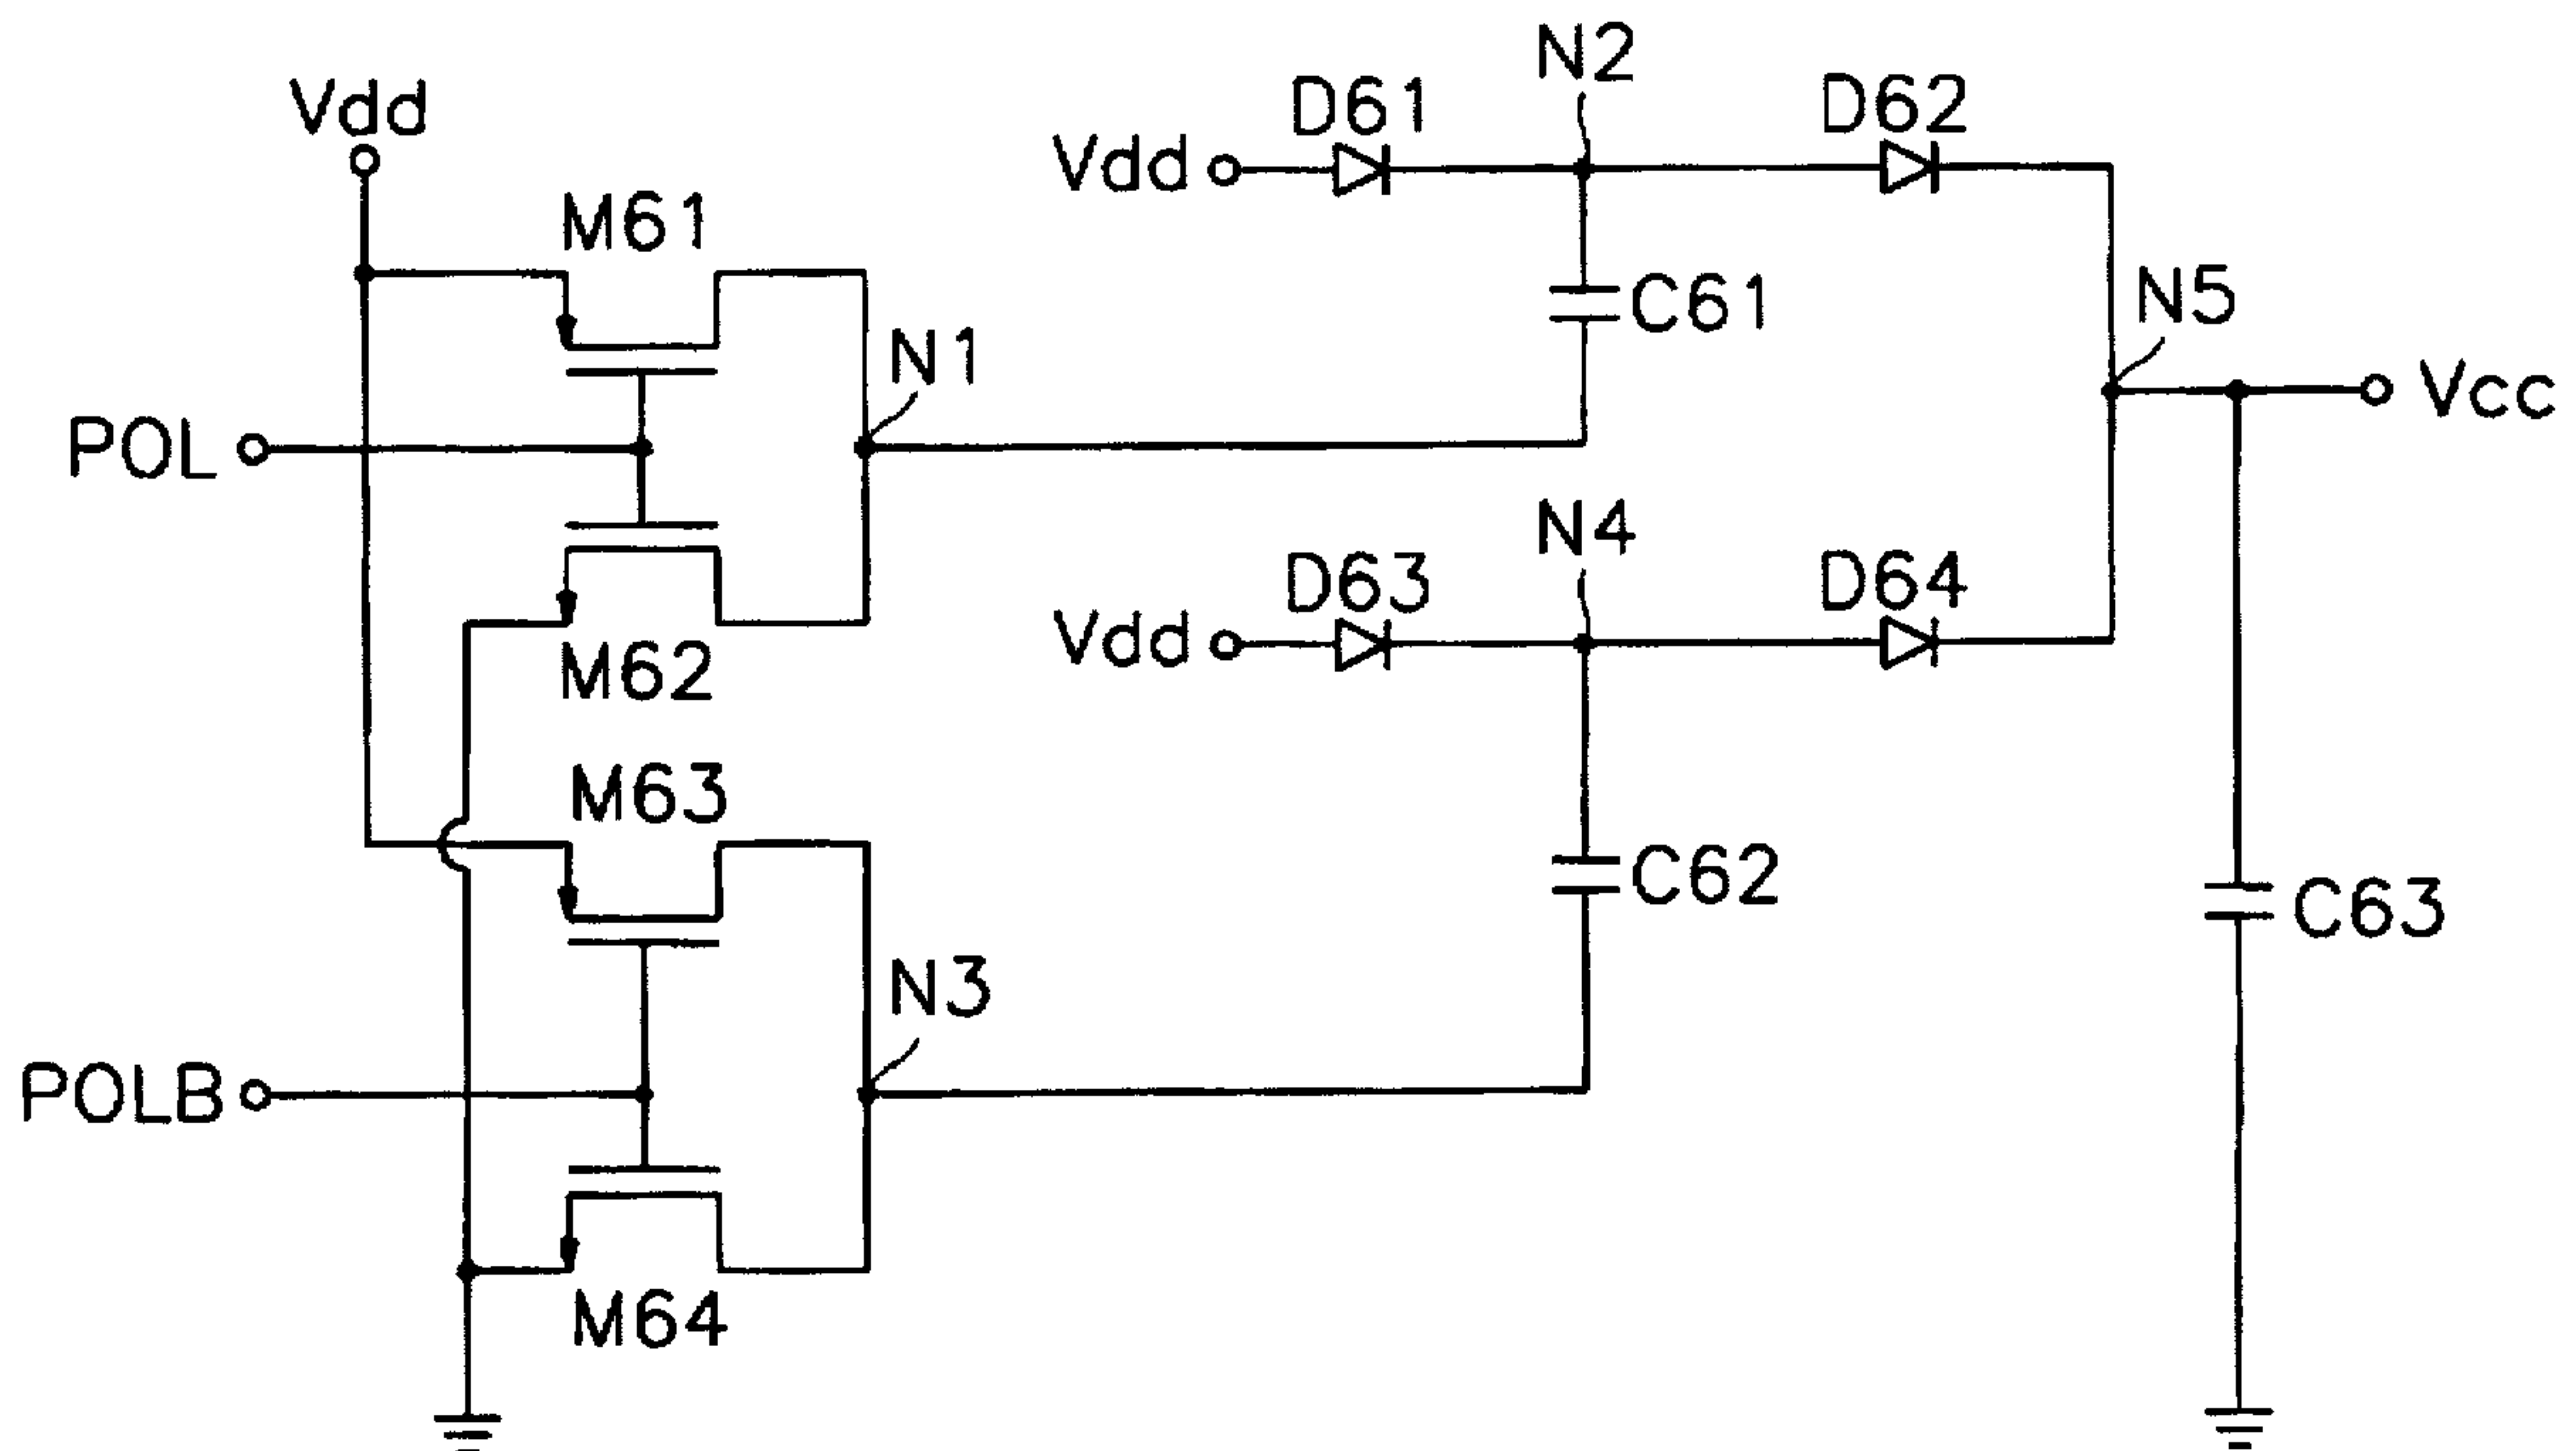 N2
Vdd
D61
D62
Vdd
M61
N5
C61
N1
Vcc
POL
N4
D63
D64
Vdd
M62
M63
C62
C63
N3
POLB
M64